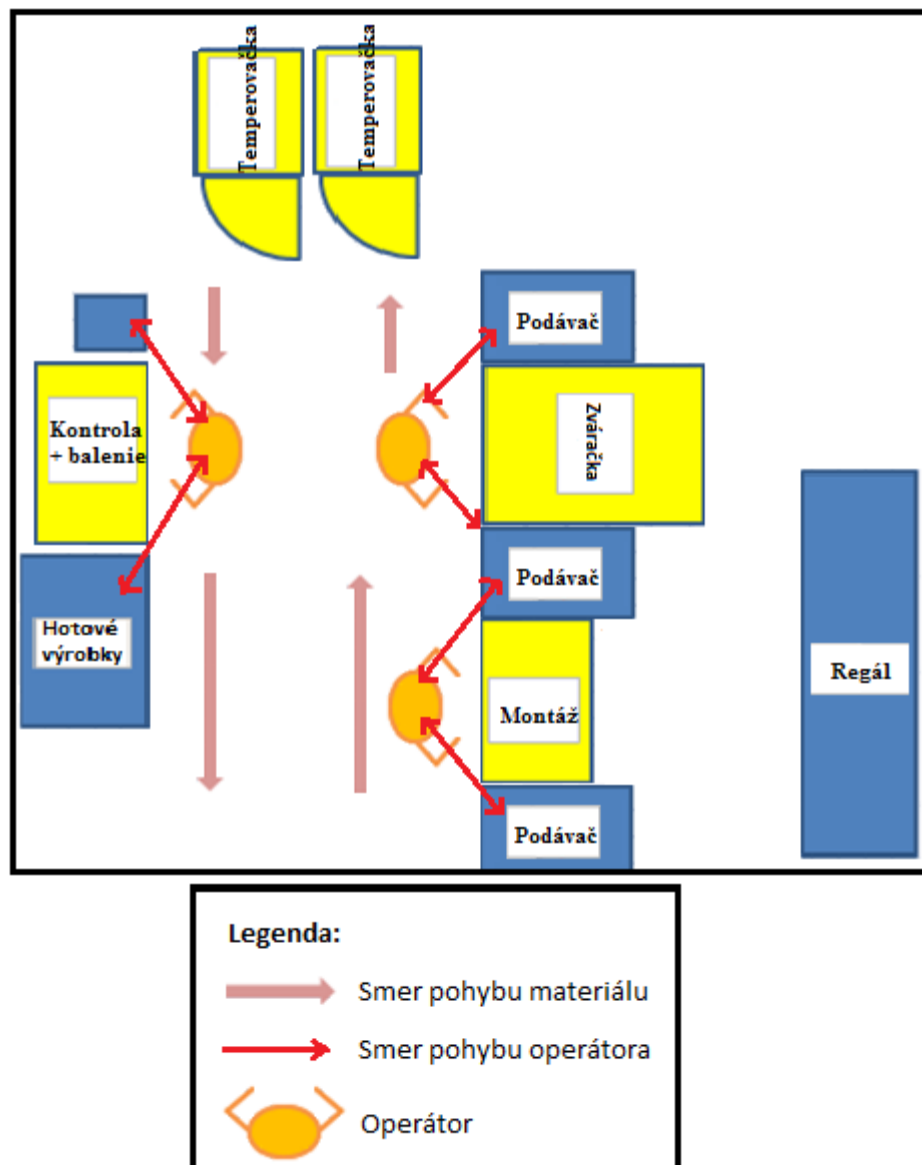 Temperovačka
Temperovačka
Podávač
Kontrola
+ balenie
Zváračka
Podávač
Hotové
výrobky
Regál
Montáž
Podávač
Legenda:
Smer pohybu materiálu
Smer pohybu operátora
Operátor